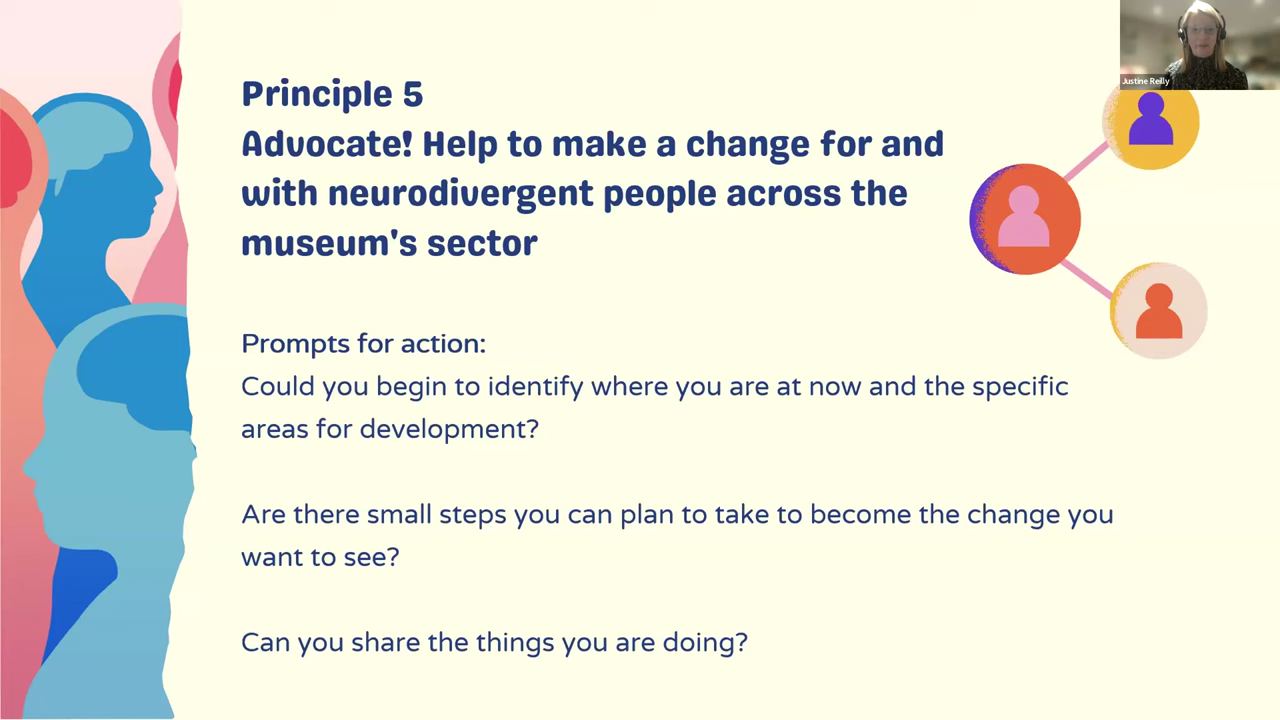 Justine Reilly
Principle 5
Advocate! Help to make a change for and
with neurodivergent people across the
museum's sector
Prompts for action:
Could you begin to identify where you are at now and the specific
areas for development?
Are there small steps you can plan to take to become the change you
want to see?
Can you share the things you are doing?